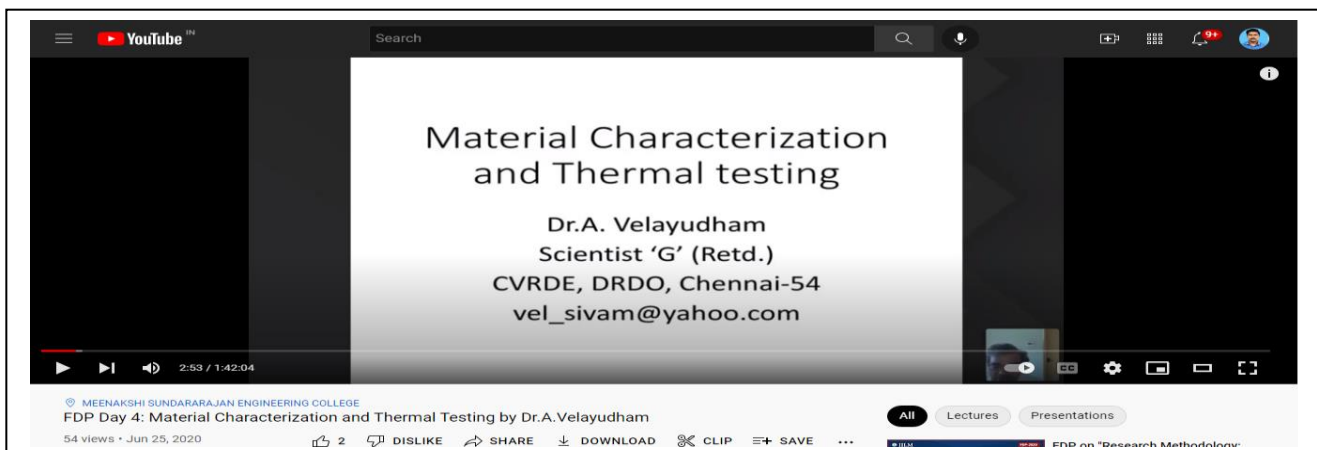 YouTube IN
Search
9+
Material Characterization
and Thermal testing
Dr.A. Velayudham
Scientist ‘G’ (Retd.)
CVRDE, DRDO, Chennai-54
vel_sivam@yahoo.com
2:53 / 1:42:04
CC
MEENAKSHI SUNDARARAJAN ENGINEERING COLLEGE
FDP Day 4: Material Characterization and Thermal Testing by Dr.A.Velayudham
54 views • Jun 25, 2020
2 DISLIKE SHARE DOWNLOAD CLIP SAVE ...
All Lectures Presentations
FDP on "Research Methodology: